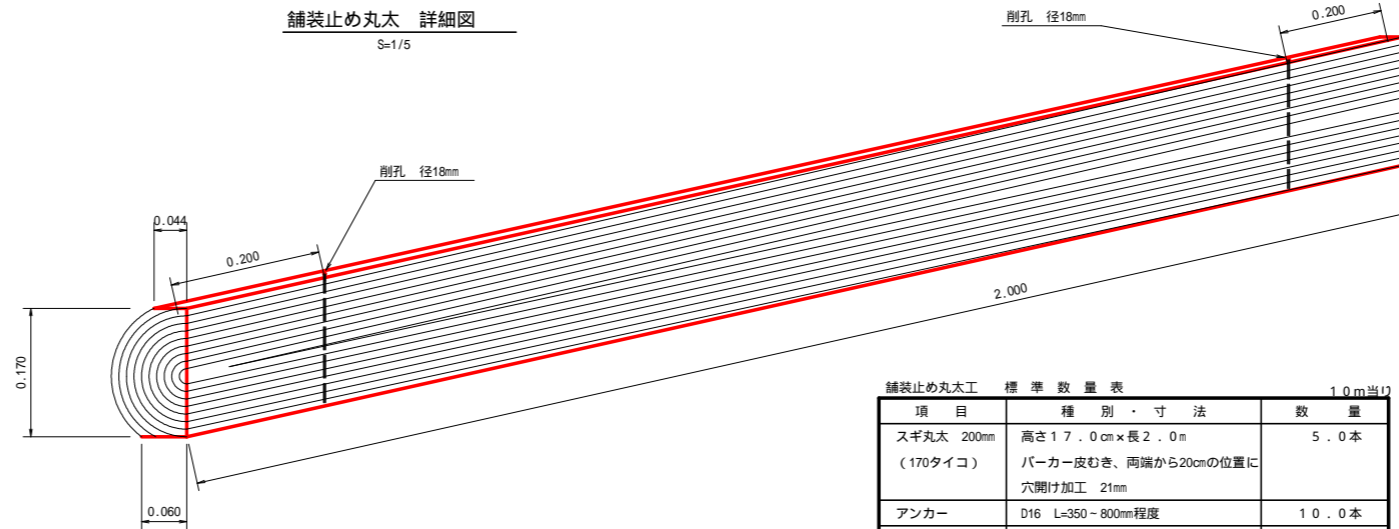 舗装止め丸太 詳細図
S=1/5
削孔 径18mm
0.200
削孔 径18mm
0.044
0.200
2.000
0.170
0.060
舗装止め丸太工 標 準 数 量 表
10m当り
項 目 種 別 ・ 寸 法 数 量
スギ丸太 200mm 高さ17.0cm×長2.0m 5.0本
(170タイコ) バーカー皮むき、両端から20cmの位置に
穴開け加工 21mm
アンカー D16 L=350~800mm程度 10.0本